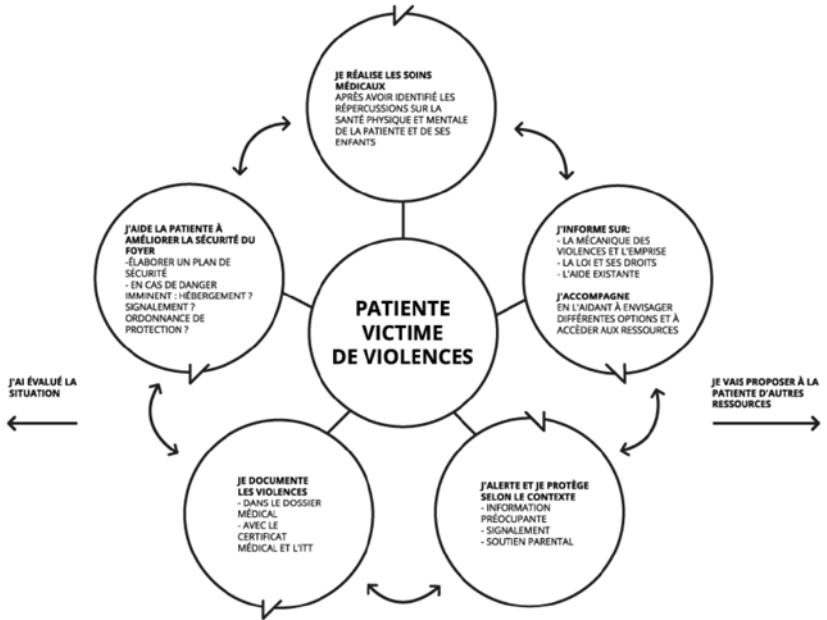 JE RÉALISE LES SOINS
MÉDICAUX
APRÈS AVOIR IDENTIFIÉ LES
RÉPERCUSSIONS SUR LA
SANTÉ PHYSIQUE ET MENTALE
DE LA PATIENTE ET DE SES
ENFANTS
J'AIDE LA PATIENTE À
AMÉLIORER LA SÉCURITÉ DU
FOYER
-ÉLABORER UN PLAN DE
SÉCURITÉ
- EN CAS DE DANGER
IMMINENT : HÉBERGEMENT ?
SIGNALEMENT ?
ORDONNANCE DE
PROTECTION ?
J'INFORME SUR:
- LA MÉCANIQUE DES
VIOLENCES ET L'EMPRISE
- LA LOI ET SES DROITS
- L'AIDE EXISTANTE
J'ACCOMPAGNE
EN L'AIDANT À ENVISAGER
DIFFÉRENTES OPTIONS ET À
ACCÈDER AUX RESSOURCES
PATIENTE
VICTIME
DE VIOLENCES
J'AI ÉVALUÉ LA
SITUATION
JE VAIS PROPOSER À LA
PATIENTE D'AUTRES
RESSOURCES
JE DOCUMENTE
LES VIOLENCES
- DANS LE DOSSIER
MÉDICAL
- AVEC LE
CERTIFICAT
MÉDICAL ET L'ITT
J'ALERTE ET JE PROTÈGE
SELON LE CONTEXTE
- INFORMATION
PRÉOCCUPANTE
- SIGNALEMENT
- SOUTIEN PARENTAL